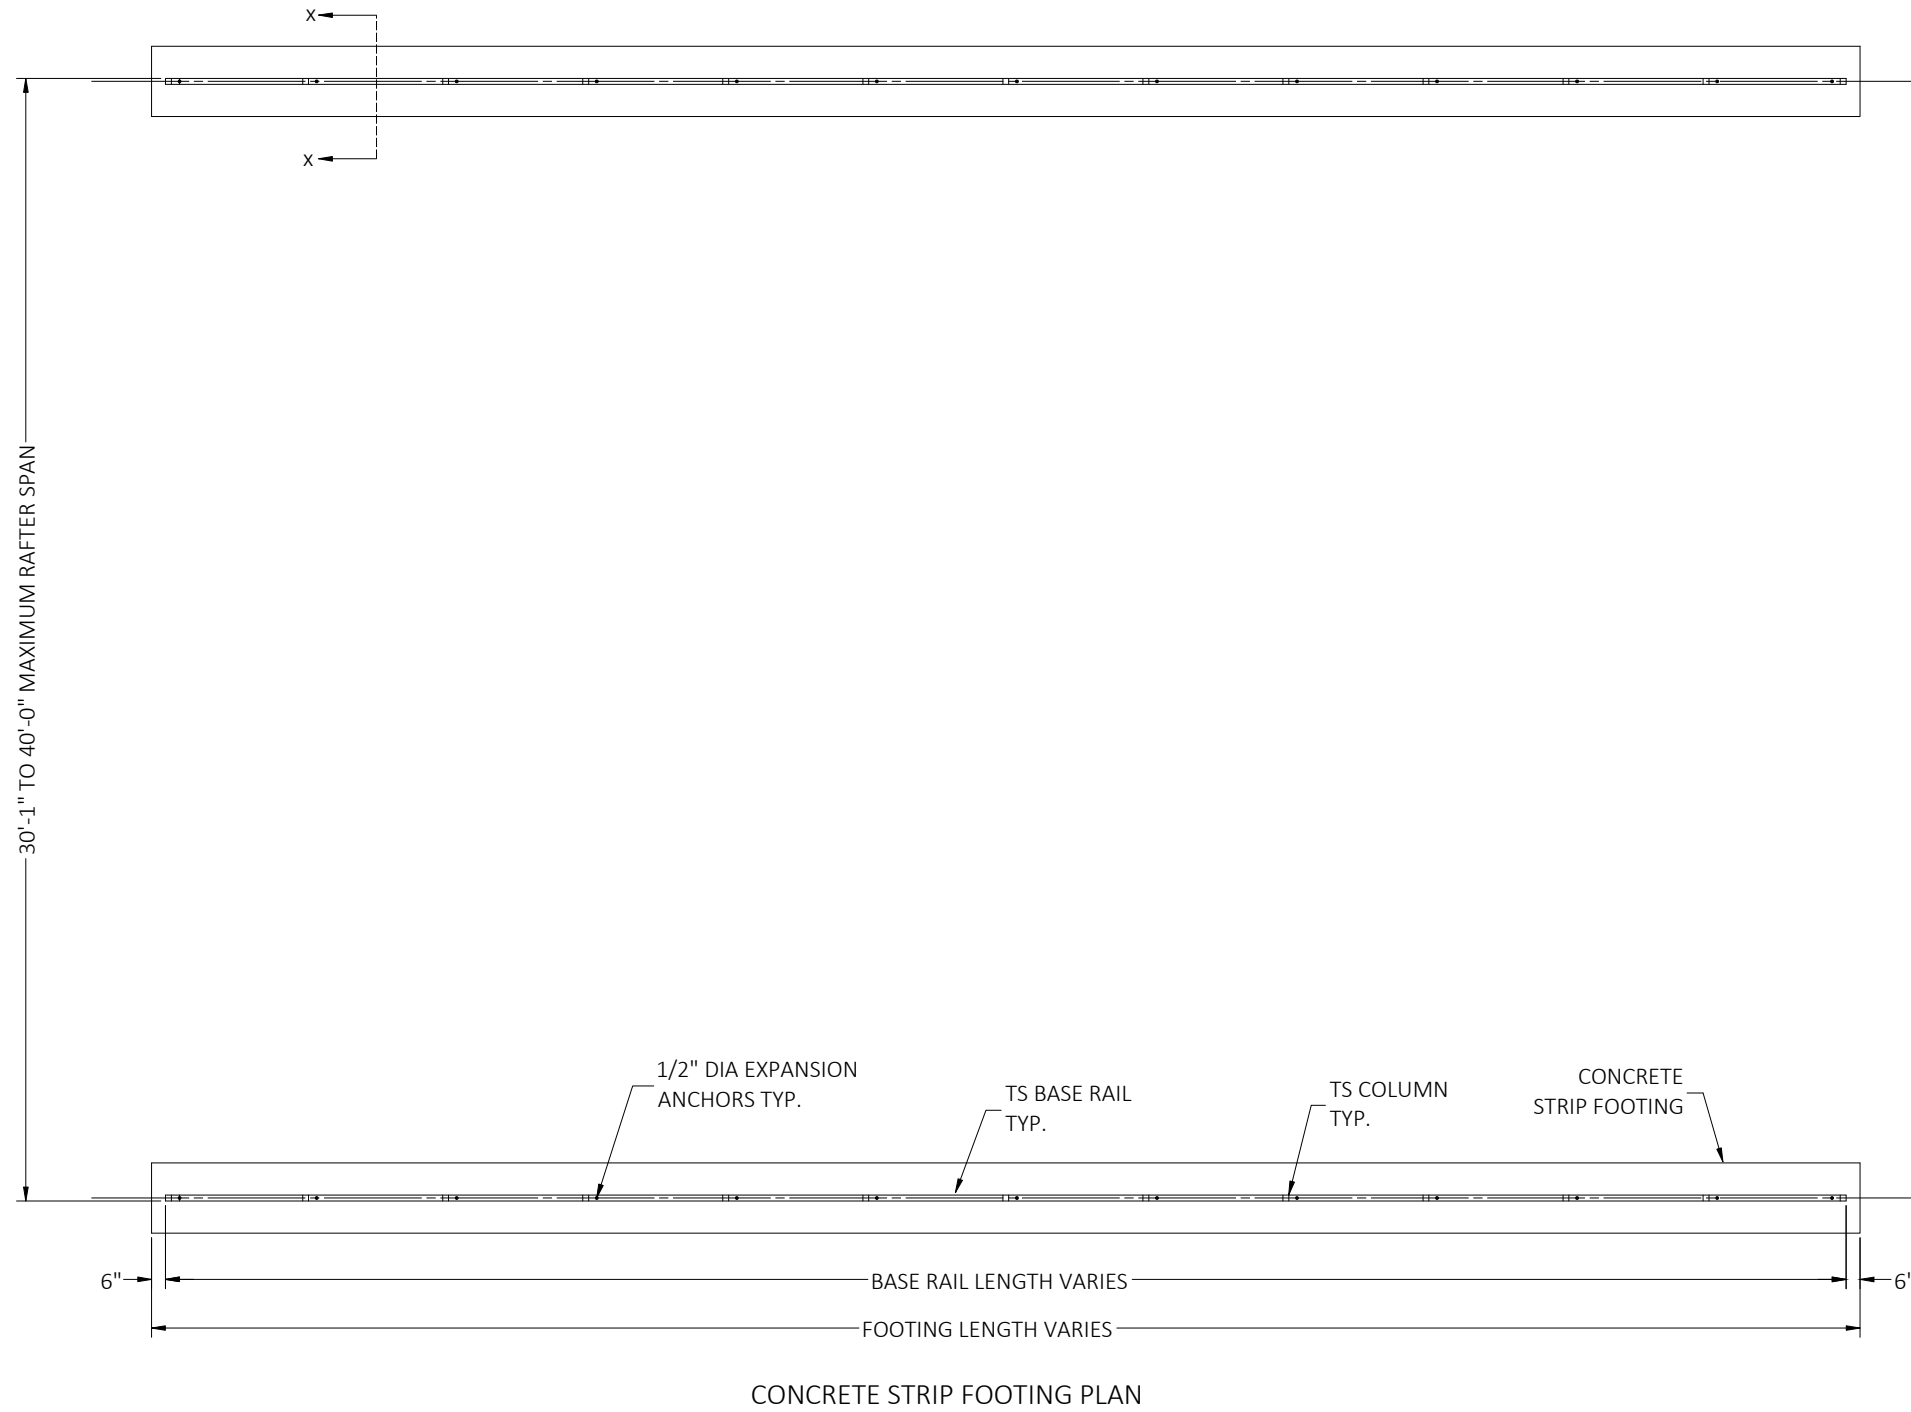 X
X
30'-1" TO 40'-0" MAXIMUM RAFTER SPAN
1/2" DIA EXPANSION
ANCHORS TYP.
TS BASE RAIL
TYP.
TS COLUMN
TYP.
CONCRETE
STRIP FOOTING
6"
BASE RAIL LENGTH VARIES
6"
FOOTING LENGTH VARIES
CONCRETE STRIP FOOTING PLAN